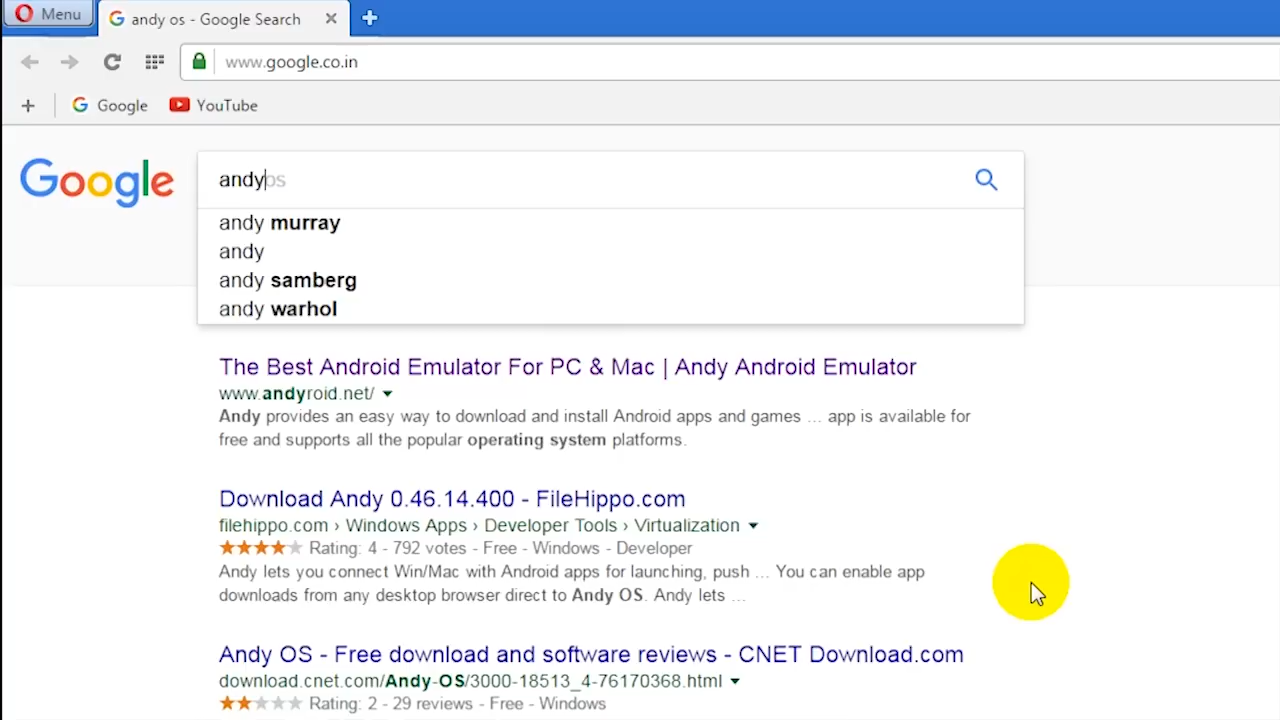 Menu
andy os - Google Search
www.google.co.in
Google
YouTube
Google
andy os
andy murray
andy
andy samberg
andy warhol
The Best Android Emulator For PC & Mac | Andy Android Emulator
www.andyroid.net/
Andy provides an easy way to download and install Android apps and games ... app is available for
free and supports all the popular operating system platforms.
Download Andy 0.46.14.400 - FileHippo.com
filehippo.com › Windows Apps › Developer Tools › Virtualization
Rating: 4 - 792 votes - Free - Windows - Developer
Andy lets you connect Win/Mac with Android apps for launching, push ... You can enable app
downloads from any desktop browser direct to Andy OS. Andy lets ...
Andy OS - Free download and software reviews - CNET Download.com
download.cnet.com/Andy-OS/3000-18513_4-76170368.html
Rating: 2 - 29 reviews - Free - Windows